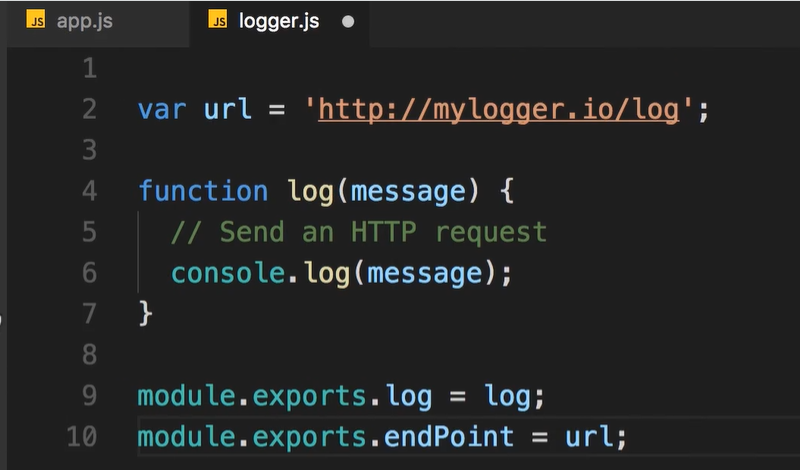 JS app.js JS logger.js
1
2 var url = 'http://mylogger.io/log';
3
4 function log(message) {
5 // Send an HTTP request
6 console.log(message);
7 }
8
9 module.exports.log = log;
10 module.exports.endPoint = url;